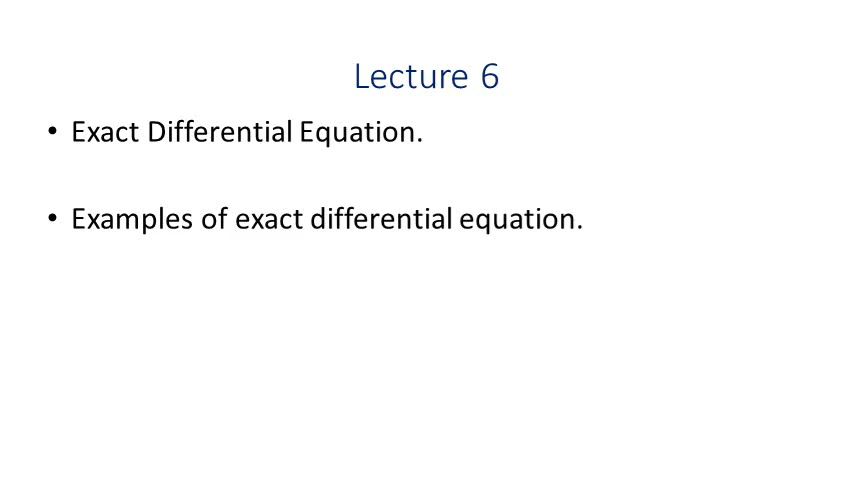 Lecture 6
• Exact Differential Equation.
• Examples of exact differential equation.